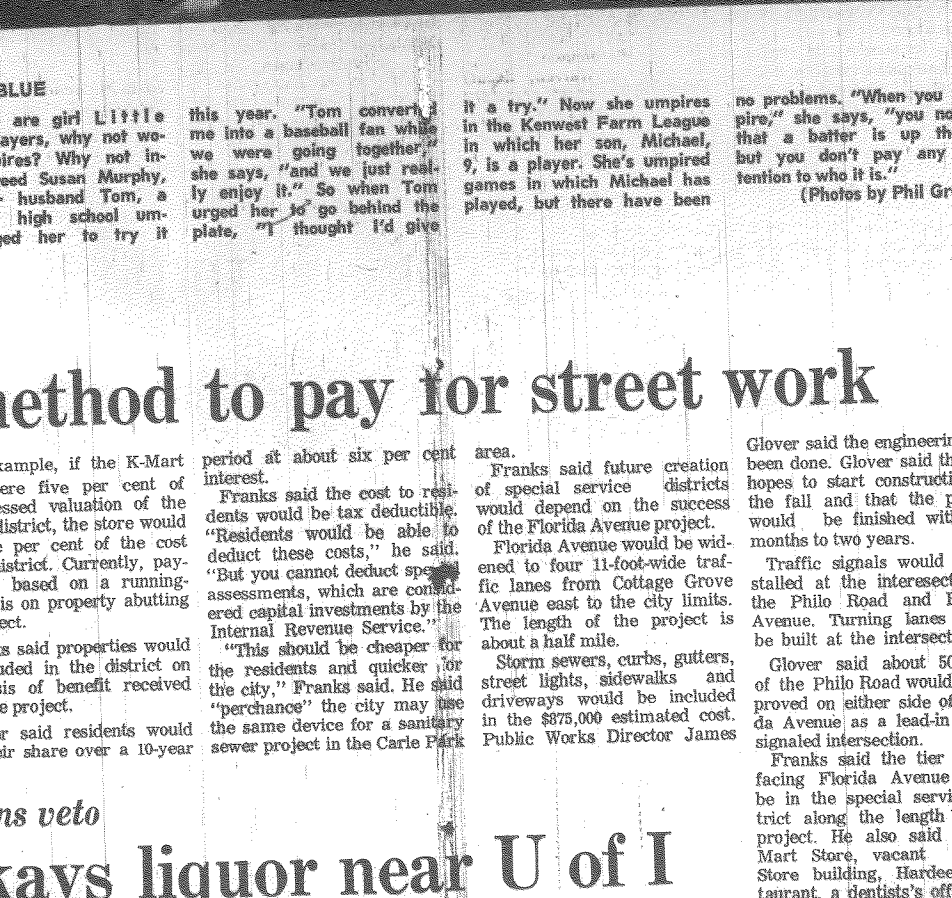 BLUE
are girl Little
ayers, why not wo-
ires? Why not in-
eed Susan Murphy,
husband Tom, a
high school um-
ged her to try it
this year. "Tom converted
me into a baseball fan while
we were going together,"
she says, "and we just real-
ly enjoy it." So when Tom
urged her to go behind the
plate, "I thought I'd give
it a try." Now she umpires
in the Kenwest Farm League
in which her son, Michael,
9, is a player. She's umpired
games in which Michael has
played, but there have been
no problems. "When you
pire," she says, "you no
that a batter is up th
but you don't pay any
tention to who it is."
(Photos by Phil Gr
nethod to pay for street work
xample, if the K-Mart
ere five per cent of
essed valuation of the
district, the store would
e per cent of the cost
istrict. Currently, pay-
based on a running-
is on property abutting
ect.
s said properties would
uded in the district on
sis of benefit received
e project.
r said residents would
eir share over a 10-year
period at about six per cent
interest.
Franks said the cost to resi-
dents would be tax deductible.
"Residents would be able to
deduct these costs," he said.
"But you cannot deduct special
assessments, which are consid-
ered capital investments by the
Internal Revenue Service."
"This should be cheaper for
the residents and quicker for
the city," Franks said. He said
"perchance" the city may use
the same device for a sanitary
sewer project in the Carle Park
area.
Franks said future creation
of special service districts
would depend on the success
of the Florida Avenue project.
Florida Avenue would be wid-
ened to four 11-foot-wide traf-
fic lanes from Cottage Grove
Avenue east to the city limits.
The length of the project is
about a half mile.
Storm sewers, curbs, gutters,
street lights, sidewalks and
driveways would be included
in the $875,000 estimated cost.
Public Works Director James
Glover said the engineerin
been done. Glover said th
hopes to start constructi
the fall and that the p
would be finished with
months to two years.
Traffic signals would
stalled at the interesect
the Philo Road and F
Avenue. Turning lanes
be built at the intersect
Glover said about 50
of the Philo Road would
proved on either side of
da Avenue as a lead-in
signaled intersection.
Franks said the tier
facing Florida Avenue
be in the special servi
trict along the length
project. He also said
Mart Store, vacant
Store building, Hardee
taurant, a dentists's off
ns veto
kays liquor near U of I